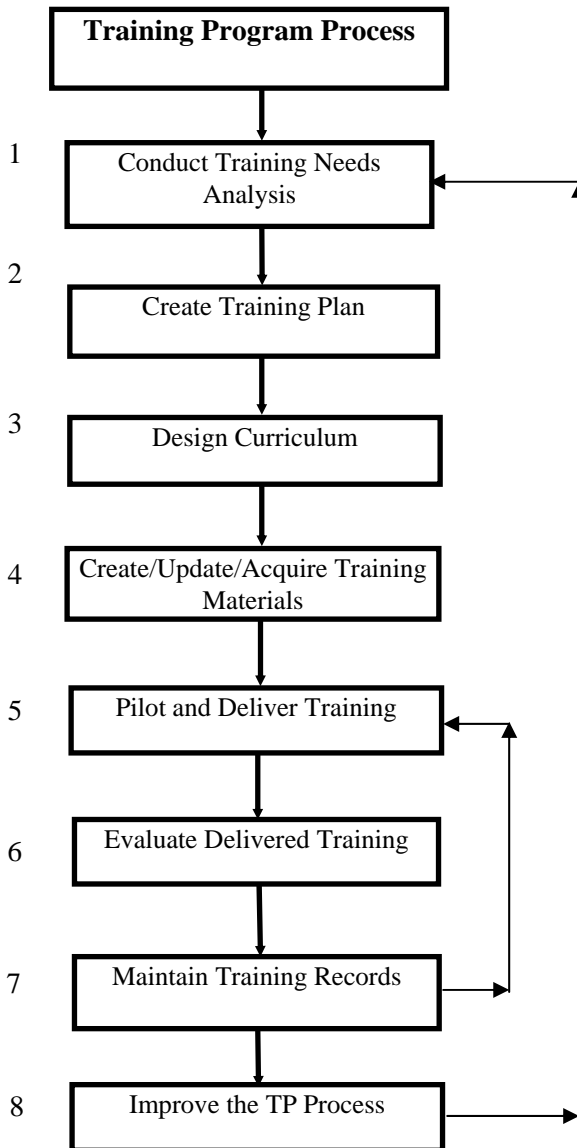 Training Program Process
1
Conduct Training Needs
Analysis
2
Create Training Plan
3
Design Curriculum
4
Create/Update/Acquire Training
Materials
5
Pilot and Deliver Training
6
Evaluate Delivered Training
7
Maintain Training Records
8
Improve the TP Process